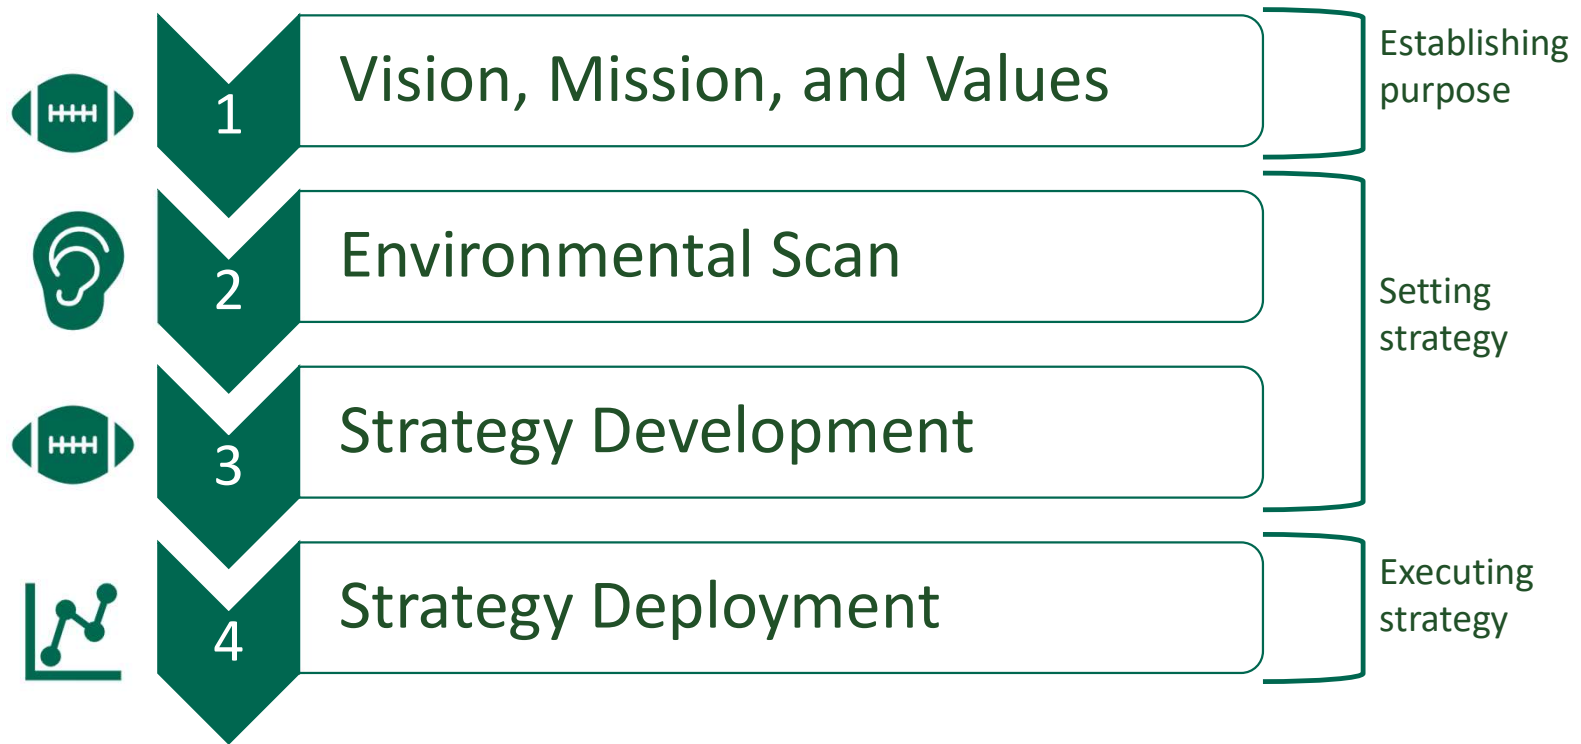 1
Vision, Mission, and Values
Establishing
purpose
2
Environmental Scan
Setting
strategy
3
Strategy Development
4
Strategy Deployment
Executing
strategy